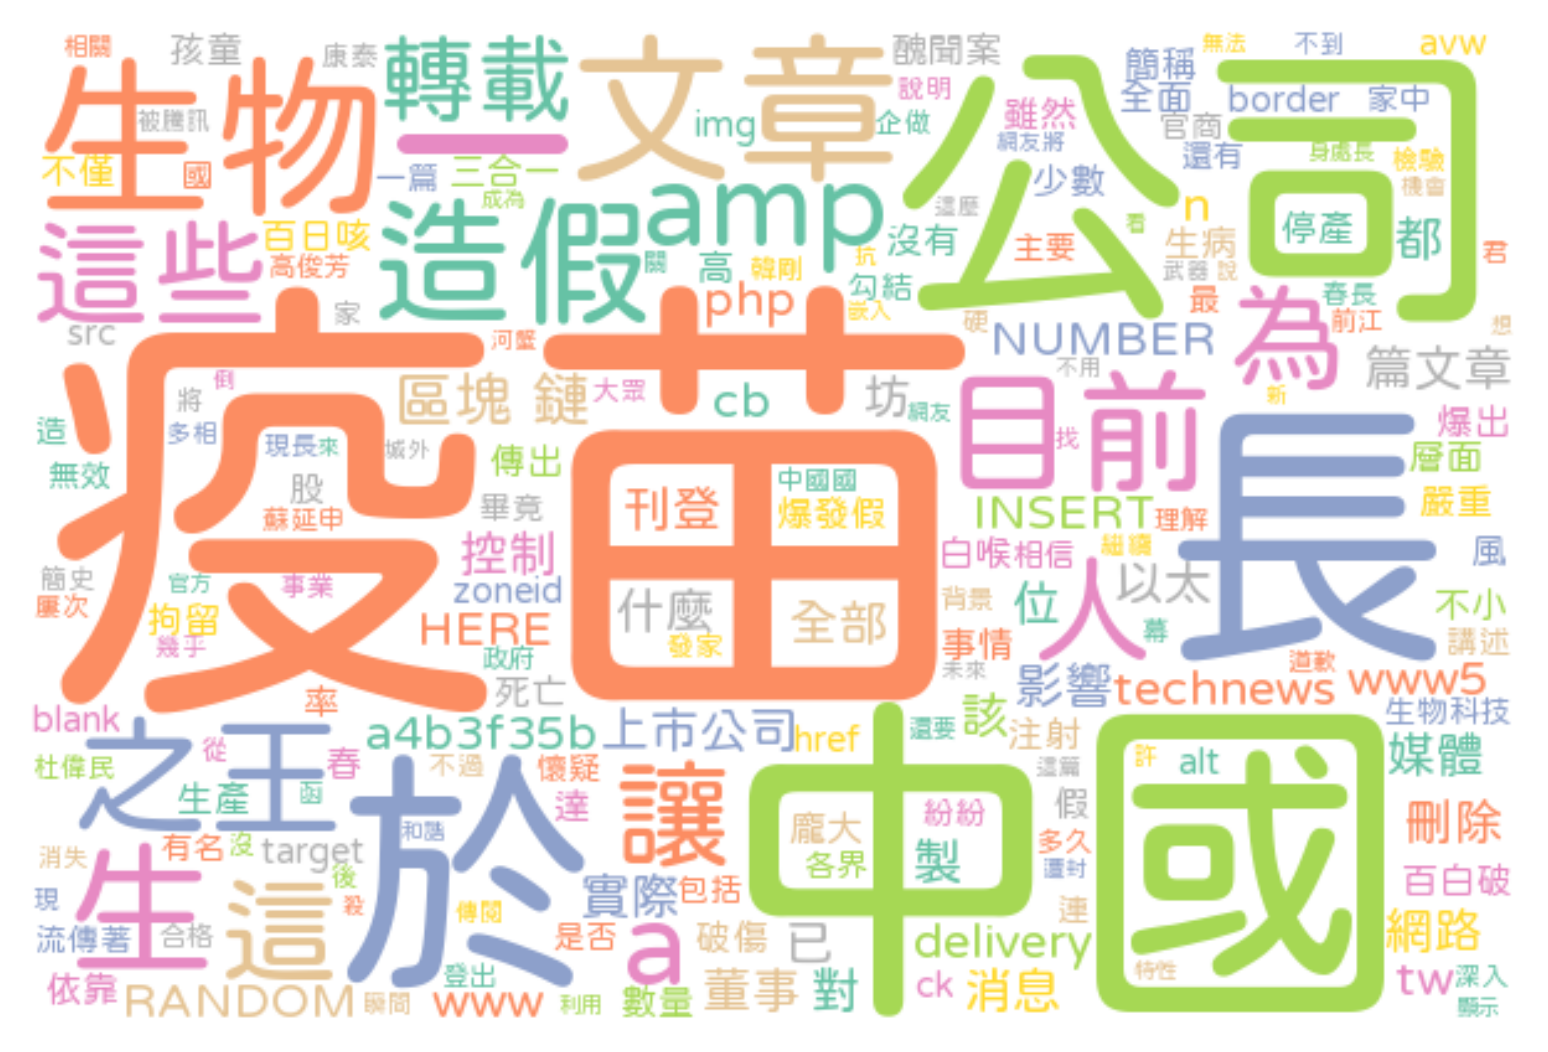 相關
孩童
康泰
轉載
文章
醜聞案
簡稱
無法
不到
avw
生物
被騰訊
一
img
企做
說明
雖然
網友將
全面
border
家中
官商
公司
不僅
國
一篇
三合一
成為
少數
還有
身處長
檢驗
機會
這些
百日咳
高俊芳
造假
amp
關
高
韓剛
抗
沒有
這麼
勾結
嵌入
主要
n
看
生病
武器
說
停產
都
君
src
家
河蟹
php
硬
NUMBER
最
春長
前江
為
想
疫苗
將
倒
區塊
鏈
大眾
cb
坊
網友
不用
目前
找
新
篇文章
造
多相
現長
來
城外
傳出
中國國
爆出
無效
股
蘇延申
畢竟
刊登
爆發假
INSERT
理解
長
層面
嚴重
簡史
官方
事業
控制
zoneid
白喉
相信
繼續
以太
風
屢次
拘留
幾乎
HERE
政府
什麼
發家
全部
背景
位
人
幕
事情
未來
不小
講述
道歉
率
死亡
影響
technews
www5
blank
之王
從
春
a4b3f35b
上市公司
href
還要
該
注射
生物科技
杜偉民
生產
函
不過
懷疑
中國
許
alt
這篇
媒體
於
和諧
達
讓
龐大
紛紛
假
刪除
有名
沒
target
各界
製
多久
遭封
消失
生
這
後
殺
實際
包括
百白破
現
流傳著
合格
傳閱
是否
a
破傷
已
連
delivery
網路
依靠
RANDOM
瞬間
登出
www
利用
數量
董事
對
ck
消息
特性
tw
深入
顯示